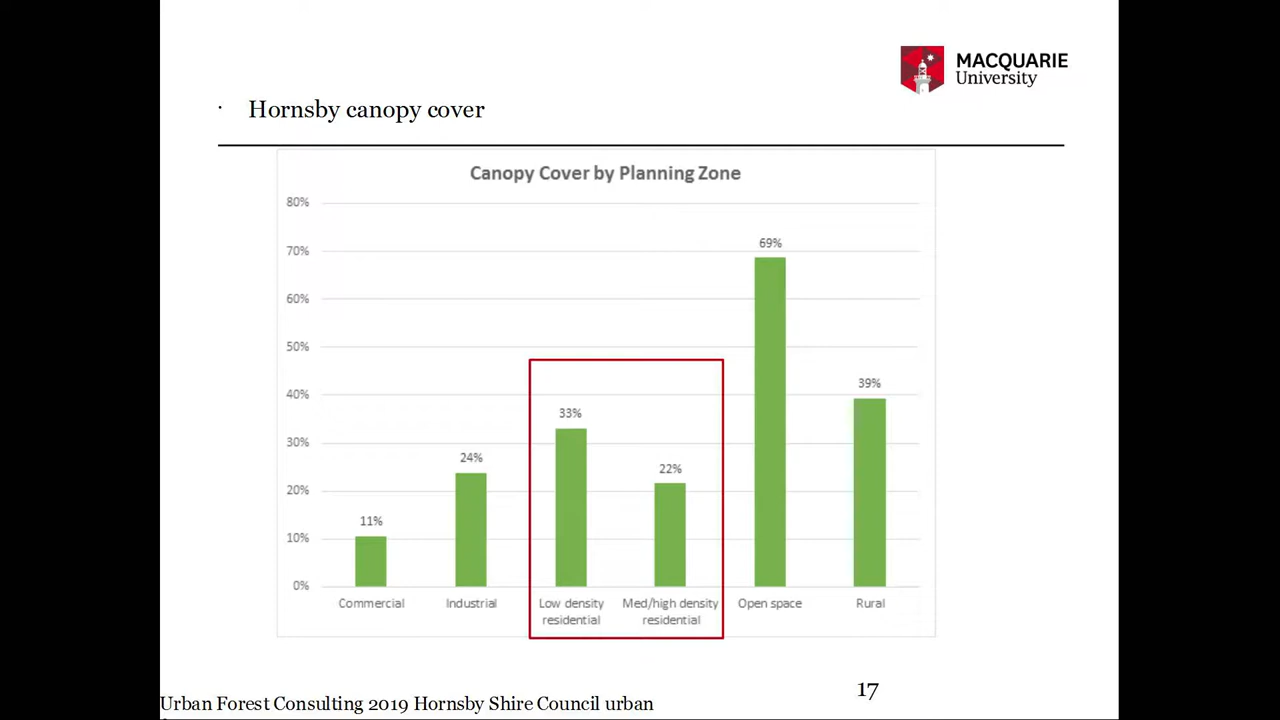 MACQUARIE
University
· Hornsby canopy cover
Canopy Cover by Planning Zone
80%
70%
60%
50%
40%
30%
20%
10%
0%
11%
24%
33%
22%
69%
39%
Commercial
Industrial
Low density
residential
Med/high density
residential
Open space
Rural
17
Urban Forest Consulting 2019 Hornsby Shire Council urban